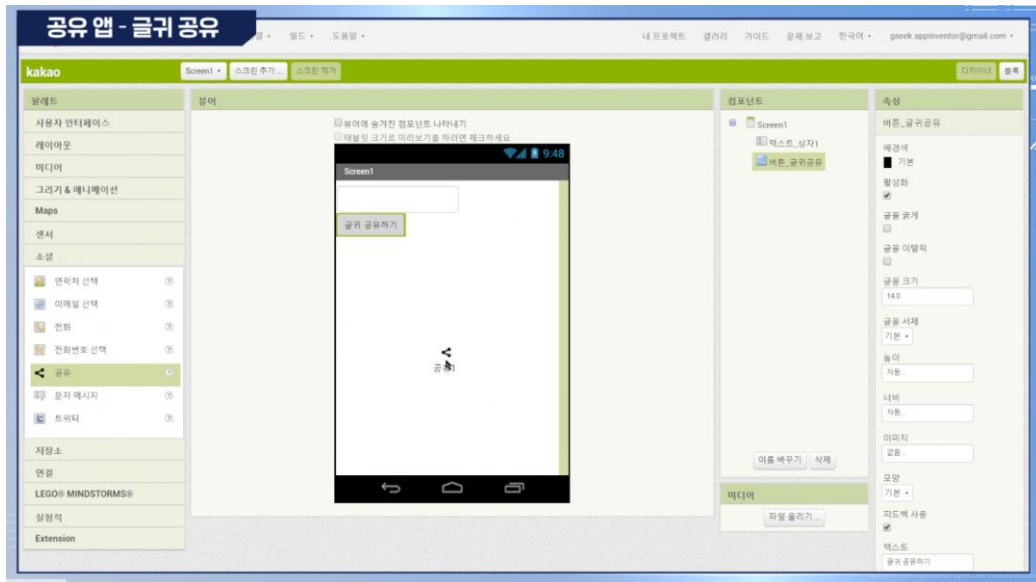 공유 앱 - 글귀 공유
빌드
도움말
내 프로젝트 갤러리 가이드 문제 보고 한국어 gseek.appinventor@gmail.com
kakao
Screen1 스크린 추가... 스크린 제거
디자이너 블록
팔레트
사용자 인터페이스
레이아웃
미디어
그리기 & 애니메이션
Maps
센서
소셜
연락처 선택
이메일 선택
전화
전화번호 선택
공유
문자 메시지
트위터
저장소
연결
LEGO® MINDSTORMS®
실험적
Extension
뷰어
뷰어에 숨겨진 컴포넌트 나타내기
태블릿 크기로 미리보기를 하려면 체크하세요
9:48
Screen1
글귀 공유하기
컴포넌트
Screen1
텍스트_상자1
버튼_글귀공유
이름 바꾸기 삭제
미디어
파일 올리기 ...
속성
버튼_글귀공유
배경색
기본
활성화
글꼴 굵게
글꼴 이탤릭
글꼴 크기
14.0
글꼴 서체
기본
높이
자동...
너비
자동...
이미지
없음...
모양
기본
피드백 사용
텍스트
글귀 공유하기